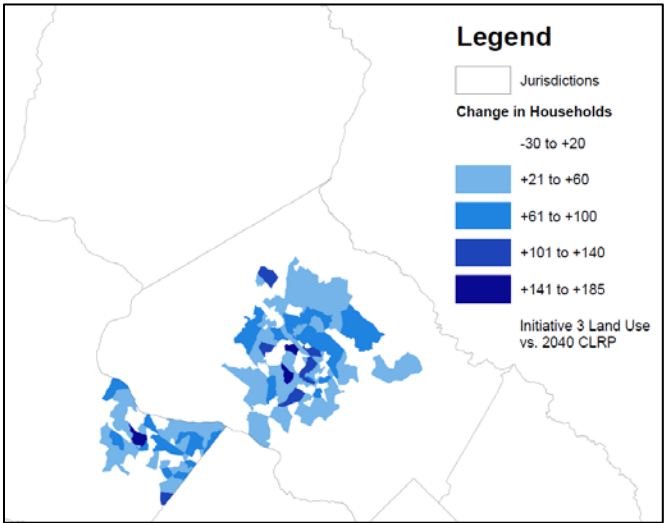 Legend
Jurisdictions
Change in Households
-30 to +20
+21 to +60
+61 to +100
+101 to +140
+141 to +185
Initiative 3 Land Use
vs. 2040 CLRP